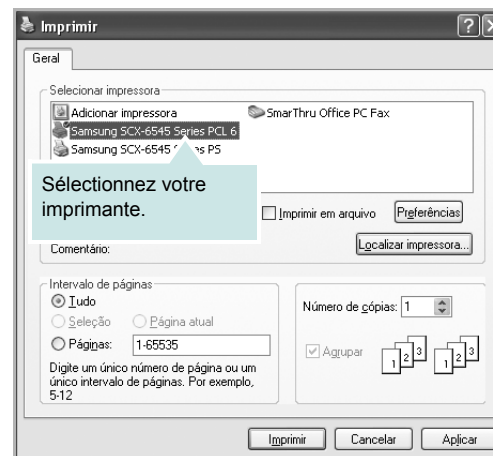 Imprimir
Geral
Selecionar impressora
Adicionar impressora
SmarThru Office PC Fax
Samsung SCX-6545 Series PCL 6
Samsung SCX-6545 es PS
Sélectionnez votre
imprimante.
Imprimir em arquivo
Preferências
Comentário:
Localizar impressora...
Intervalo de páginas
Tudo
Seleção
Página atual
Páginas:
1-65535
Digite um único número de página ou um
único intervalo de páginas. Por exemplo,
5-12
Número de cópias:
1
Agrupar
1 2 3
1 2 3
Imprimir
Cancelar
Aplicar